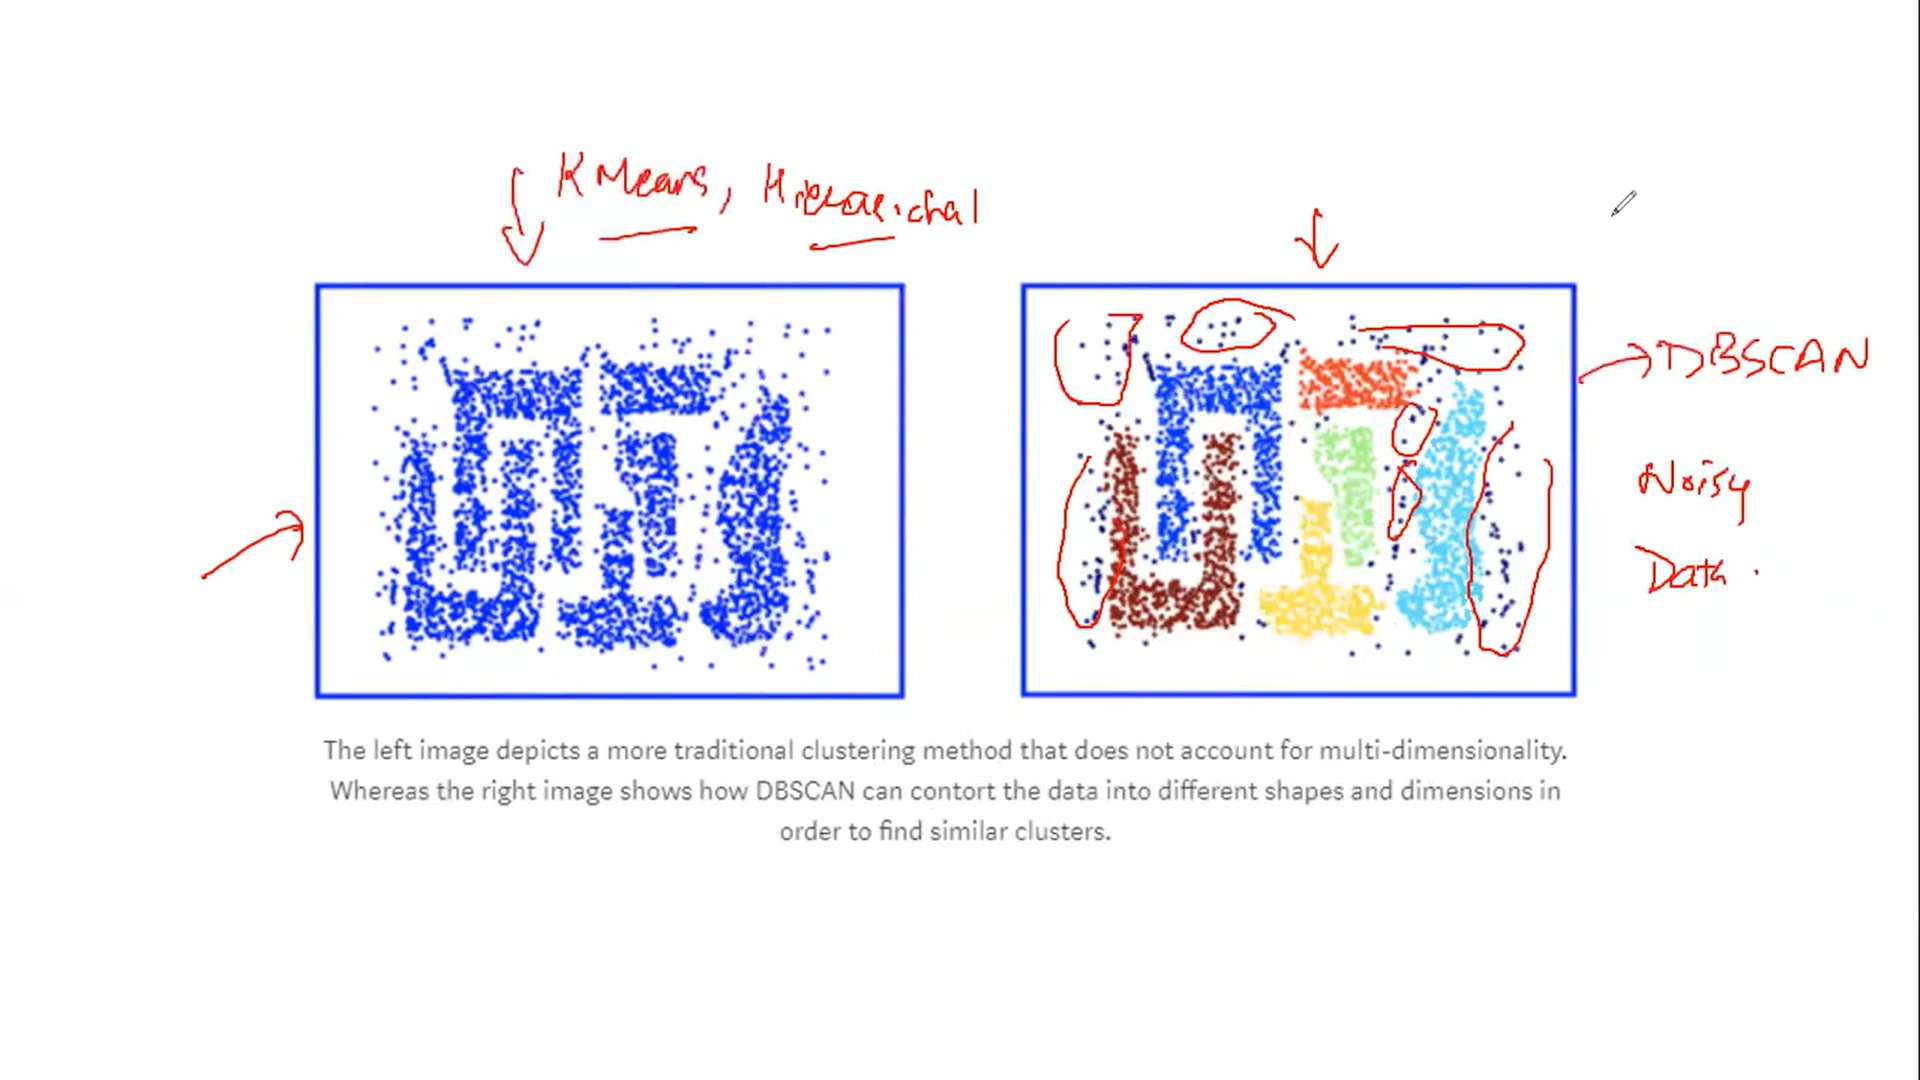 K Means, Hierarichal
DBSCAN
Noisy
Data.
The left image depicts a more traditional clustering method that does not account for multi-dimensionality.
Whereas the right image shows how DBSCAN can contort the data into different shapes and dimensions in
order to find similar clusters.